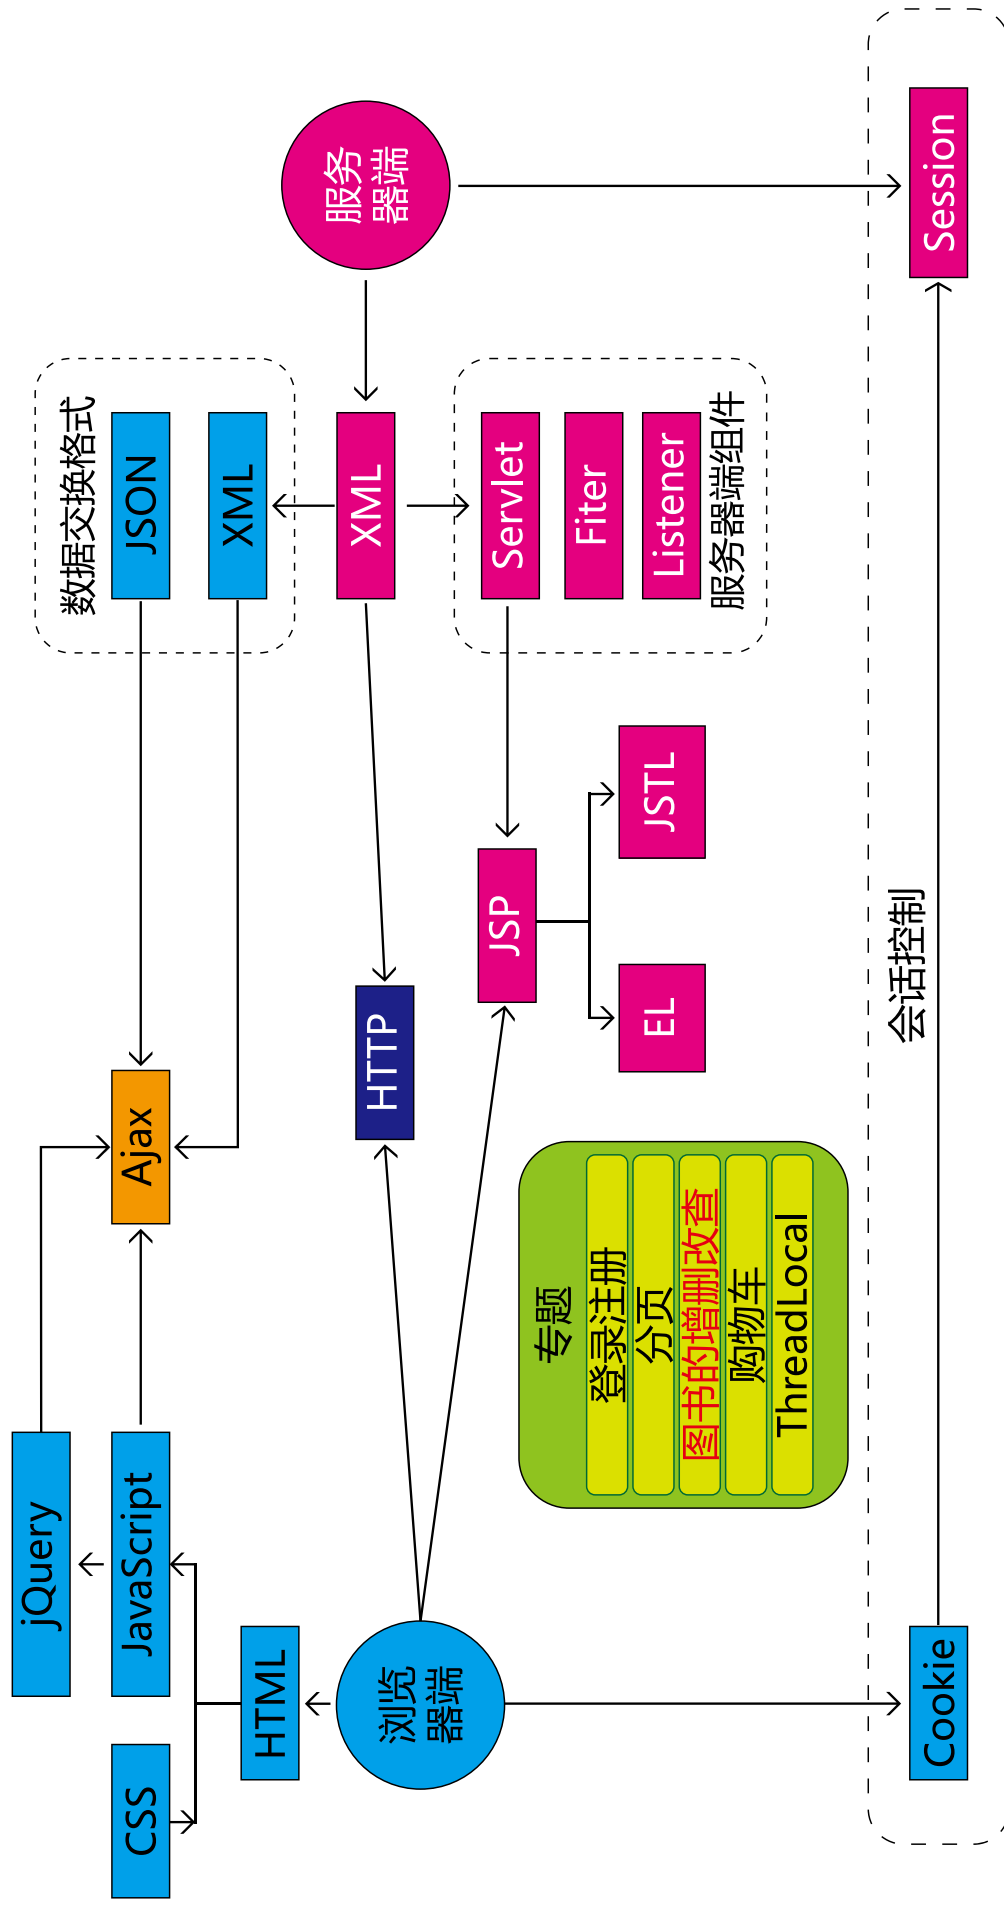 jQuery
数据交换格式
CSS
JavaScript
Ajax
JSON
XML
HTML
服务
器端
XML
HTTP
浏览
器端
JSP
Servlet
专题
登录注册
分页
图书的增删改查
购物车
ThreadLocal
EL
JSTL
Fiter
Listener
服务器端组件
会话控制
Cookie
Session